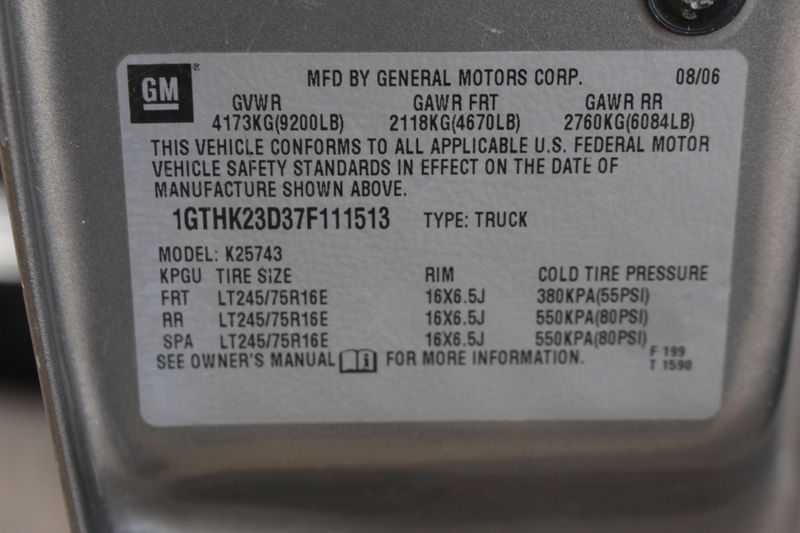 GM ®
MFD BY GENERAL MOTORS CORP. 08/06
GVWR GAWR FRT GAWR RR
4173KG(9200LB) 2118KG(4670LB) 2760KG(6084LB)
THIS VEHICLE CONFORMS TO ALL APPLICABLE U.S. FEDERAL MOTOR
VEHICLE SAFETY STANDARDS IN EFFECT ON THE DATE OF
MANUFACTURE SHOWN ABOVE.
1GTHK23D37F111513 TYPE: TRUCK
MODEL: K25743
KPGU TIRE SIZE RIM COLD TIRE PRESSURE
FRT LT245/75R16E 16X6.5J 380KPA(55PSI)
RR LT245/75R16E 16X6.5J 550KPA(80PSI)
SPA LT245/75R16E 16X6.5J 550KPA(80PSI)
SEE OWNER'S MANUAL i FOR MORE INFORMATION.
F 199
T 1590